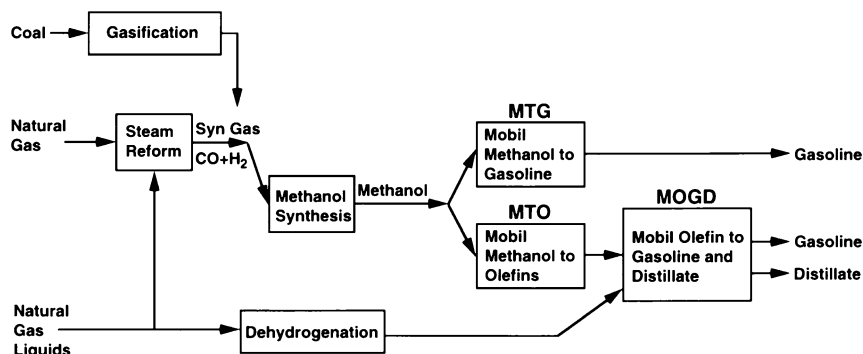 Coal
Gasification
Natural
Gas
Steam
Reform
Syn Gas
CO+H2
Methanol
Synthesis
Methanol
MTG
Mobil
Methanol to
Gasoline
Gasoline
MTO
Mobil
Methanol to
Olefins
MOGD
Mobil Olefin to
Gasoline and
Distillate
Gasoline
Distillate
Natural
Gas
Liquids
Dehydrogenation